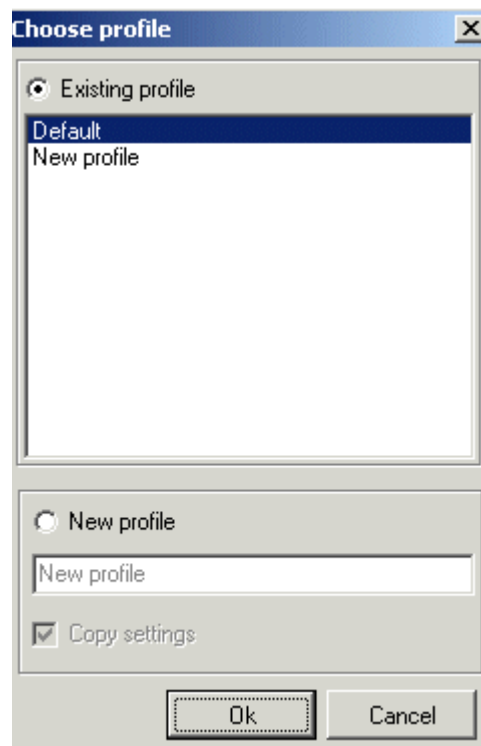 Choose profile
Existing profile
Default
New profile
New profile
New profile
Copy settings
Ok Cancel